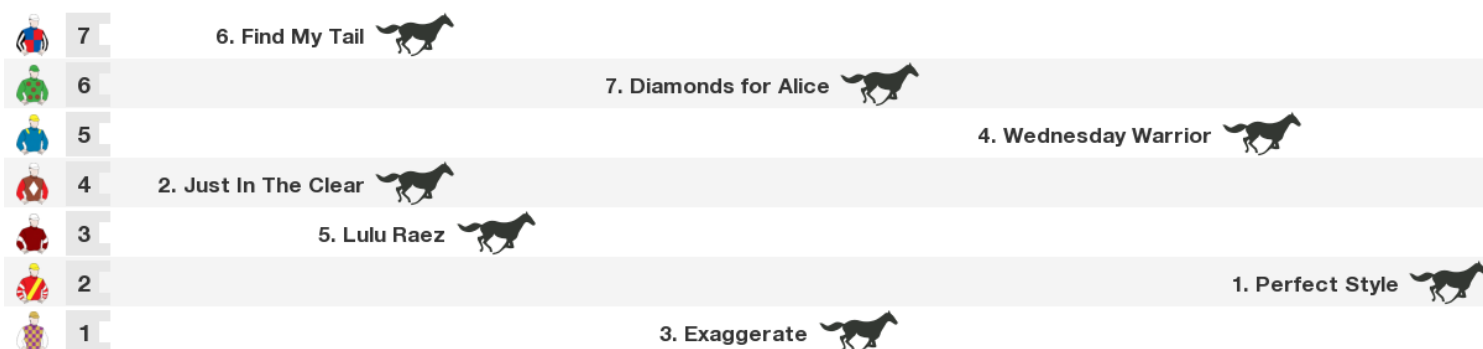 7 6. Find My Tail
6 7. Diamonds for Alice
5 4. Wednesday Warrior
4 2. Just In The Clear
3 5. Lulu Raez
2 1. Perfect Style
1 3. Exaggerate